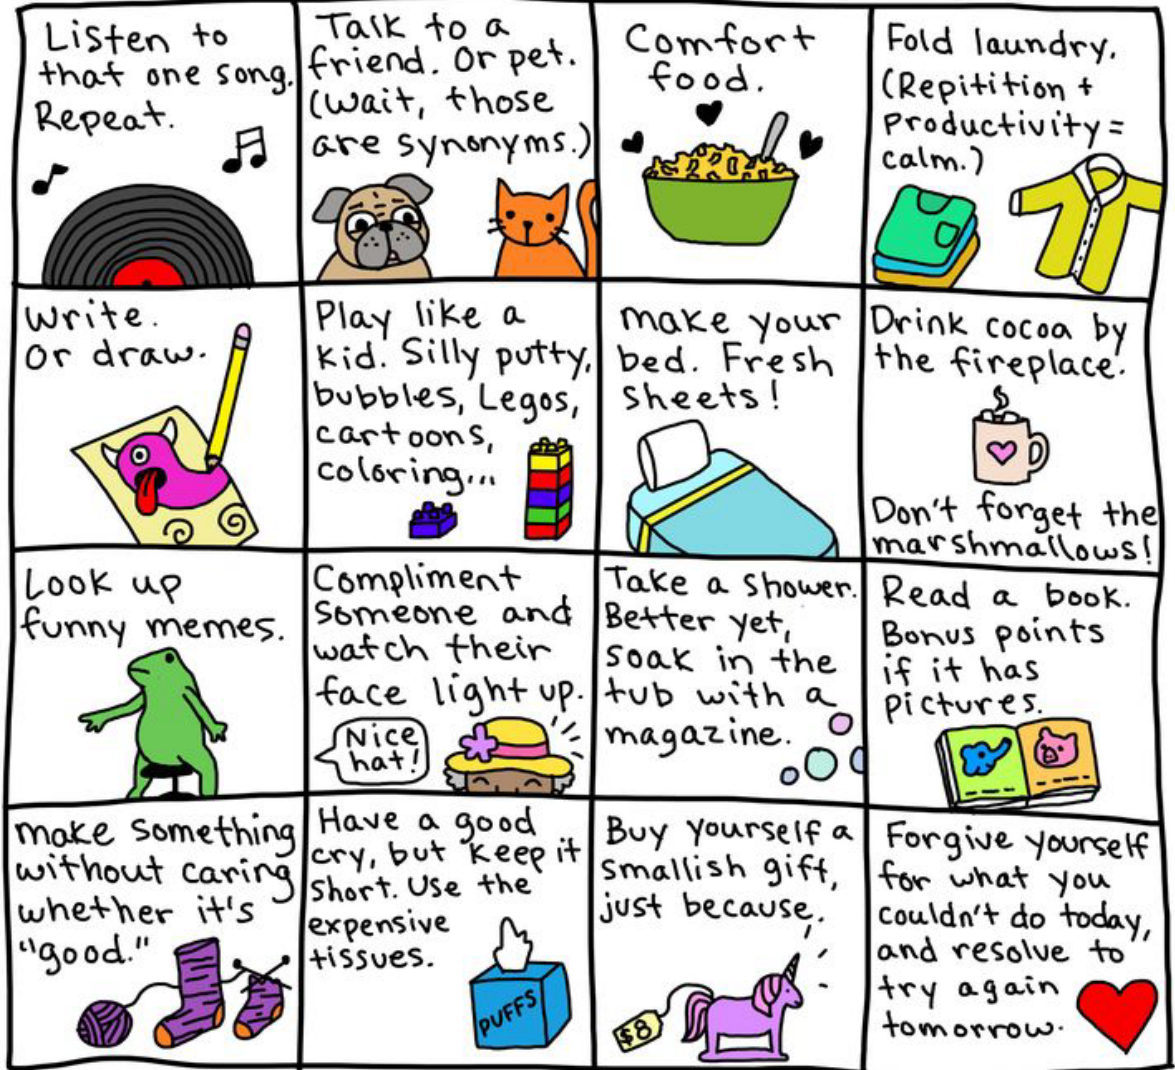 Listen to
that one song.
Repeat.
Talk to a
friend. Or pet.
(wait, those
are synonyms.)
Comfort
food.
Fold laundry.
(Repitition +
Productivity =
calm.)
Write.
Or draw.
Play like a
kid. Silly putty,
bubbles, Legos,
cartoons,
coloring...
make your
bed. Fresh
sheets!
Drink cocoa by
the fireplace.
Don't forget the
marshmallows!
Look up
funny memes.
Compliment
Someone and
watch their
face light up.
Nice
hat!
Take a shower.
Better yet,
soak in the
tub with a
magazine.
Read a book.
Bonus points
if it has
pictures.
make something
without caring
whether it's
"good."
Have a good
cry, but keep it
short. Use the
expensive
tissues.
PUFFS
Buy yourself a
smallish gift,
just because.
$8
Forgive yourself
for what you
couldn't do today,
and resolve to
try again
tomorrow.